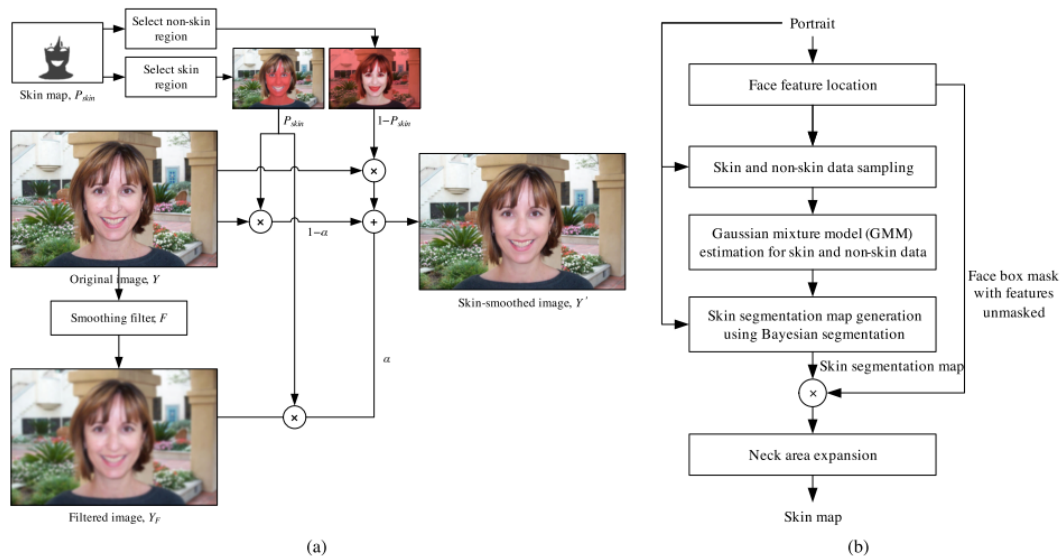 Select non-skin
region
Select skin
region
Skin map, P_skin
P_skin
1−P_skin
×
×
+
1−α
Original image, Y
Skin-smoothed image, Y'
Smoothing filter, F
α
×
Filtered image, Y_F
(a)
Portrait
Face feature location
Skin and non-skin data sampling
Gaussian mixture model (GMM)
estimation for skin and non-skin data
Face box mask
with features
unmasked
Skin segmentation map generation
using Bayesian segmentation
Skin segmentation map
×
Neck area expansion
Skin map
(b)